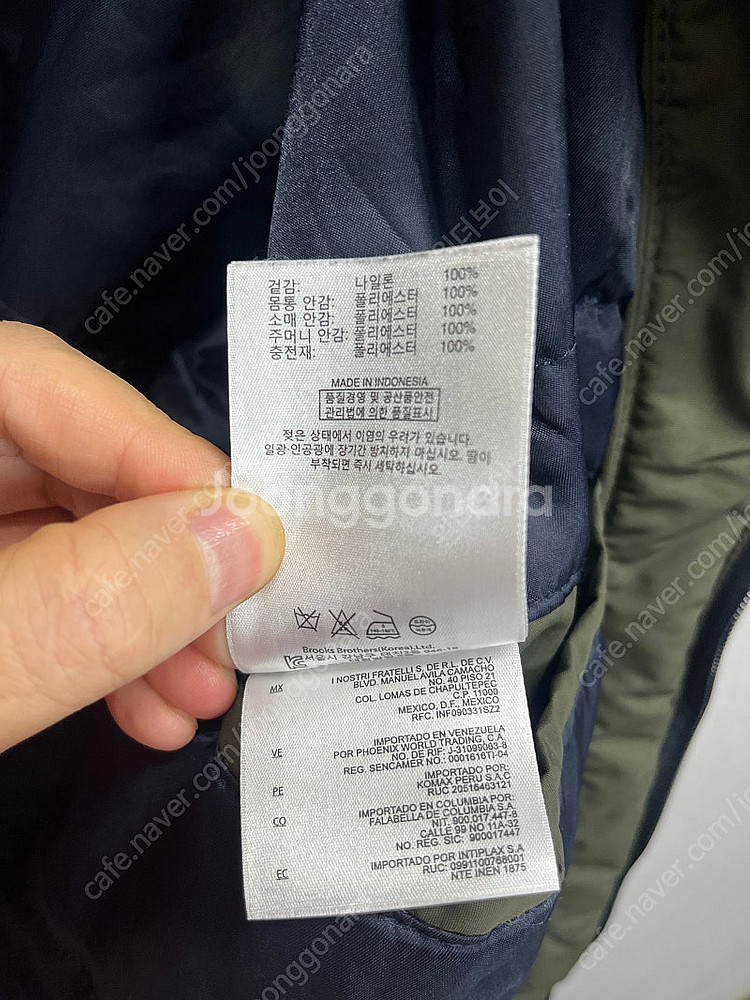 겉감: 나일론 100%
몸통 안감: 폴리에스터 100%
소매 안감: 폴리에스터 100%
주머니 안감: 폴리에스터 100%
충전재: 폴리에스터 100%
MADE IN INDONESIA
품질경영 및 공산품안전
관리법에 의한 품질표시
젖은 상태에서 이염의 우려가 있습니다.
일광·인공광에 장기간 방치하지 마십시오. 땀이
부착되면 즉시 세탁하십시오.
Joonggonara
Brooks Brothers(Korea).Ltd.
서울시 강남구
MX
I NOSTRI FRATELLI S. DE R.L. DE C.V.
BLVD. MANUEL AVILA CAMACHO
NO. 40 PISO 21
COL. LOMAS DE CHAPULTEPEC
C.P. 11000
MEXICO, D.F., MEXICO
RFC. INF090331SZ2
VE
IMPORTADO EN VENEZUELA
POR PHOENIX WORLD TRADING, C.A.
NO. DE RIF: J-31099063-8
REG. SENCAMER NO.: 0001616TI-04
PE
IMPORTADO POR:
KOMAX PERU S.A.C
RUC 20516463121
CO
IMPORTADO EN COLOMBIA POR:
FALABELLA DE COLOMBIA S.A.
NIT. 900.017.447-8
CALLE 99 NO 11A-32
NO. REG. SIC: 900017447
EC
IMPORTADO POR INTIPLAX S.A
RUC: 0991100768001
NTE INEN 1875
cafe.naver.com/joonggonara